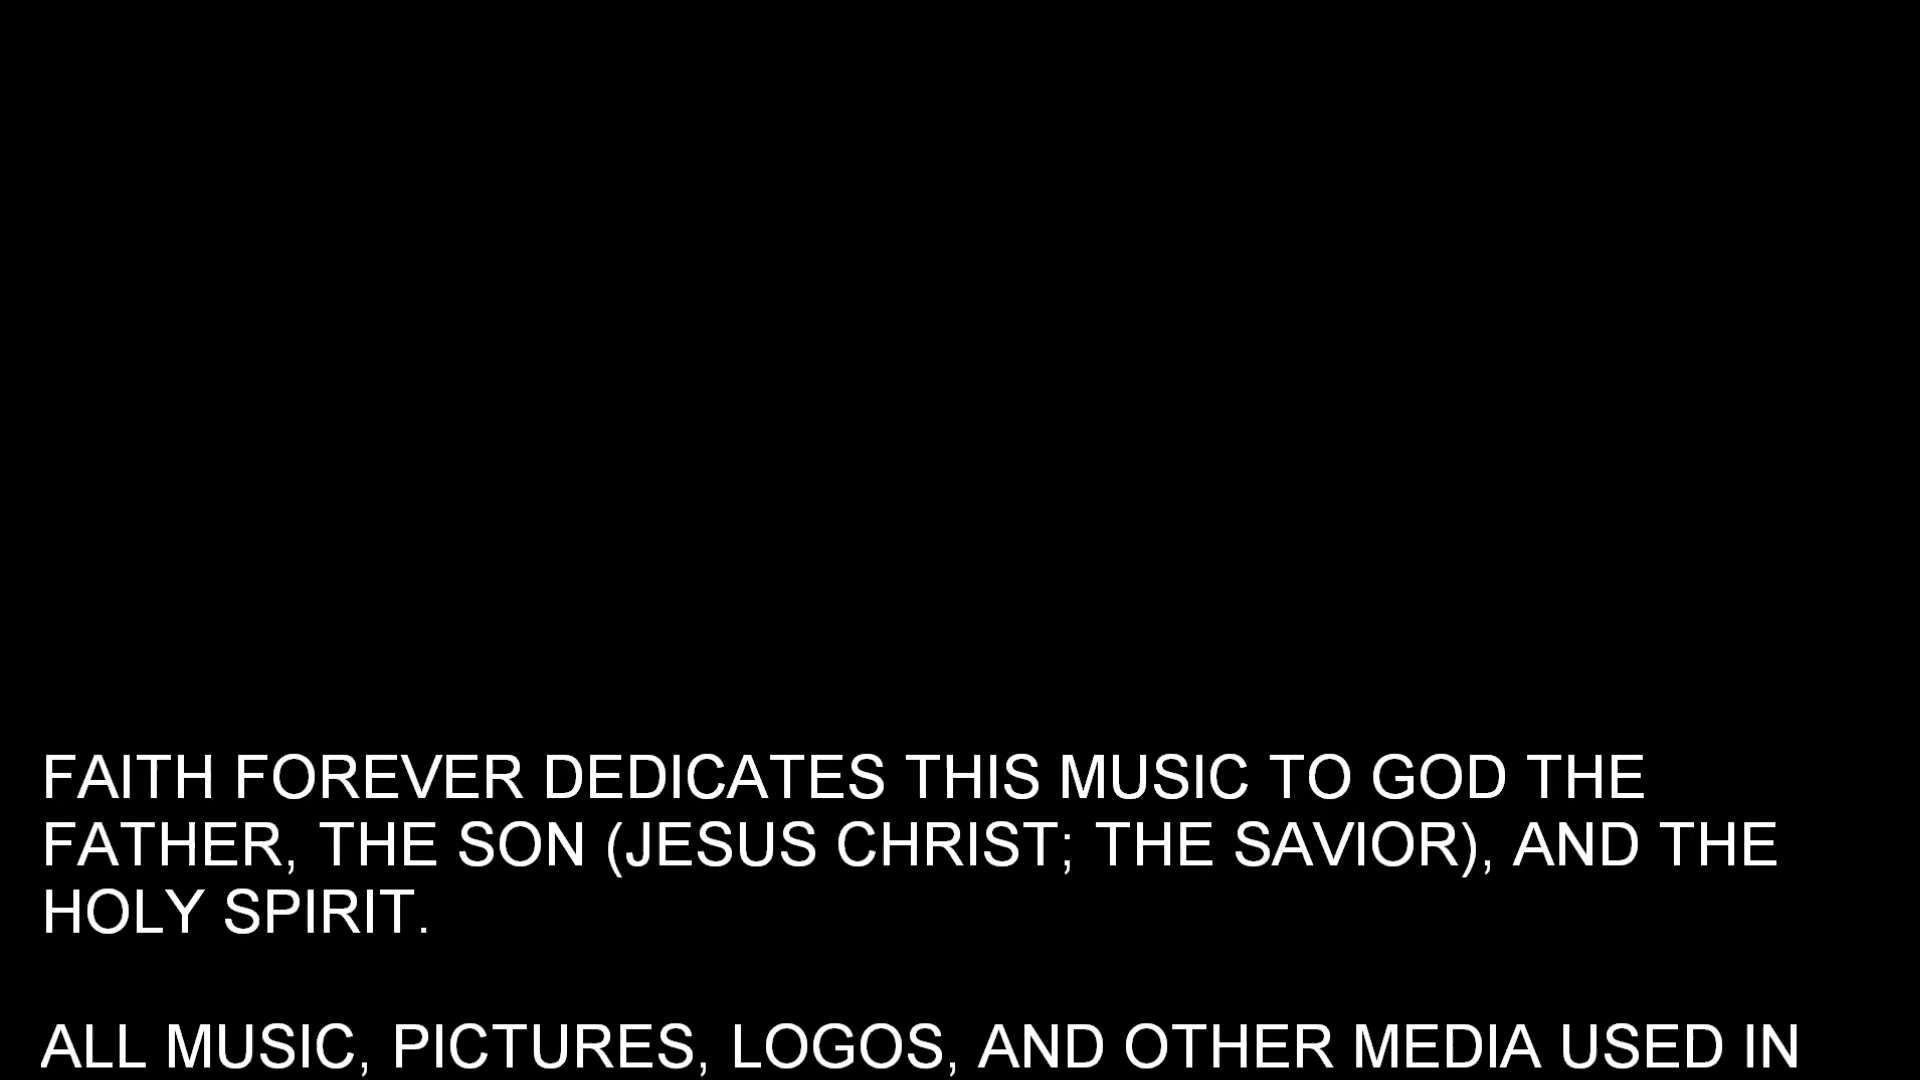 FAITH FOREVER DEDICATES THIS MUSIC TO GOD THE
FATHER, THE SON (JESUS CHRIST; THE SAVIOR), AND THE
HOLY SPIRIT.
ALL MUSIC, PICTURES, LOGOS, AND OTHER MEDIA USED IN